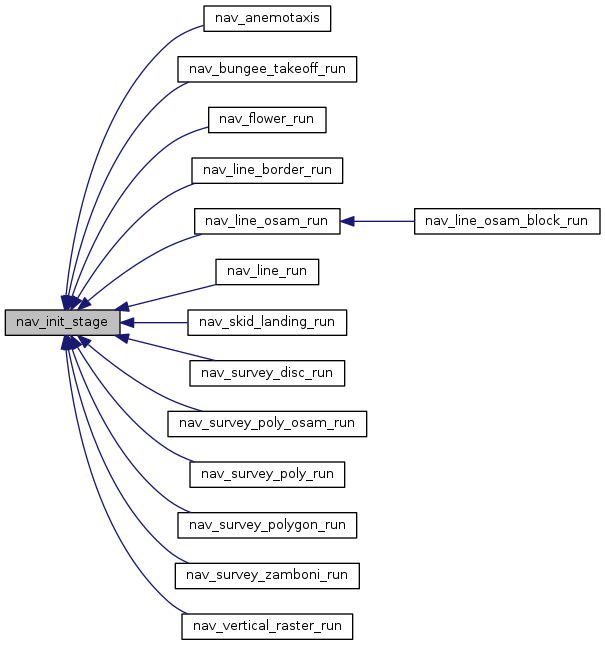 nav_anemotaxis
nav_bungee_takeoff_run
nav_flower_run
nav_line_border_run
nav_line_osam_run
nav_line_osam_block_run
nav_line_run
nav_init_stage
nav_skid_landing_run
nav_survey_disc_run
nav_survey_poly_osam_run
nav_survey_poly_run
nav_survey_polygon_run
nav_survey_zamboni_run
nav_vertical_raster_run